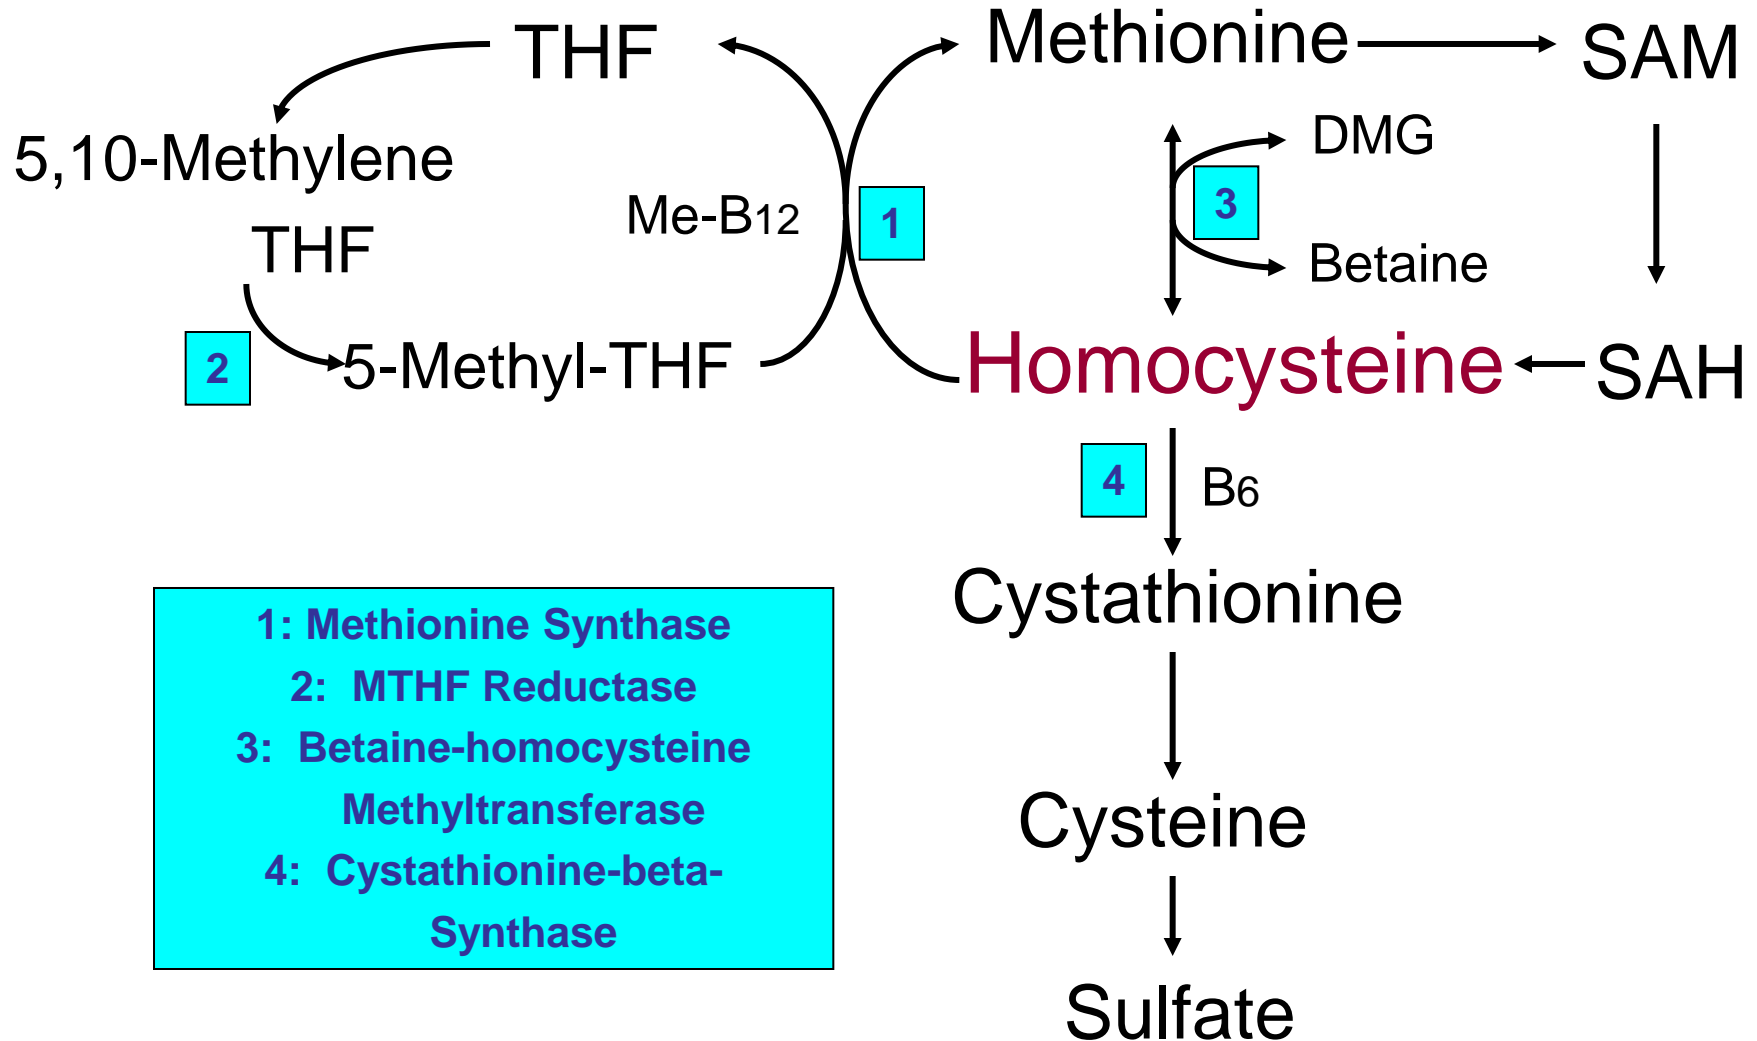 THF
Methionine
SAM
5,10-Methylene
THF
DMG
Me-B12
1
3
Betaine
2
5-Methyl-THF
Homocysteine
SAH
4
B6
Cystathionine
1: Methionine Synthase
2: MTHF Reductase
3: Betaine-homocysteine
Methyltransferase
4: Cystathionine-beta-
Synthase
Cysteine
Sulfate